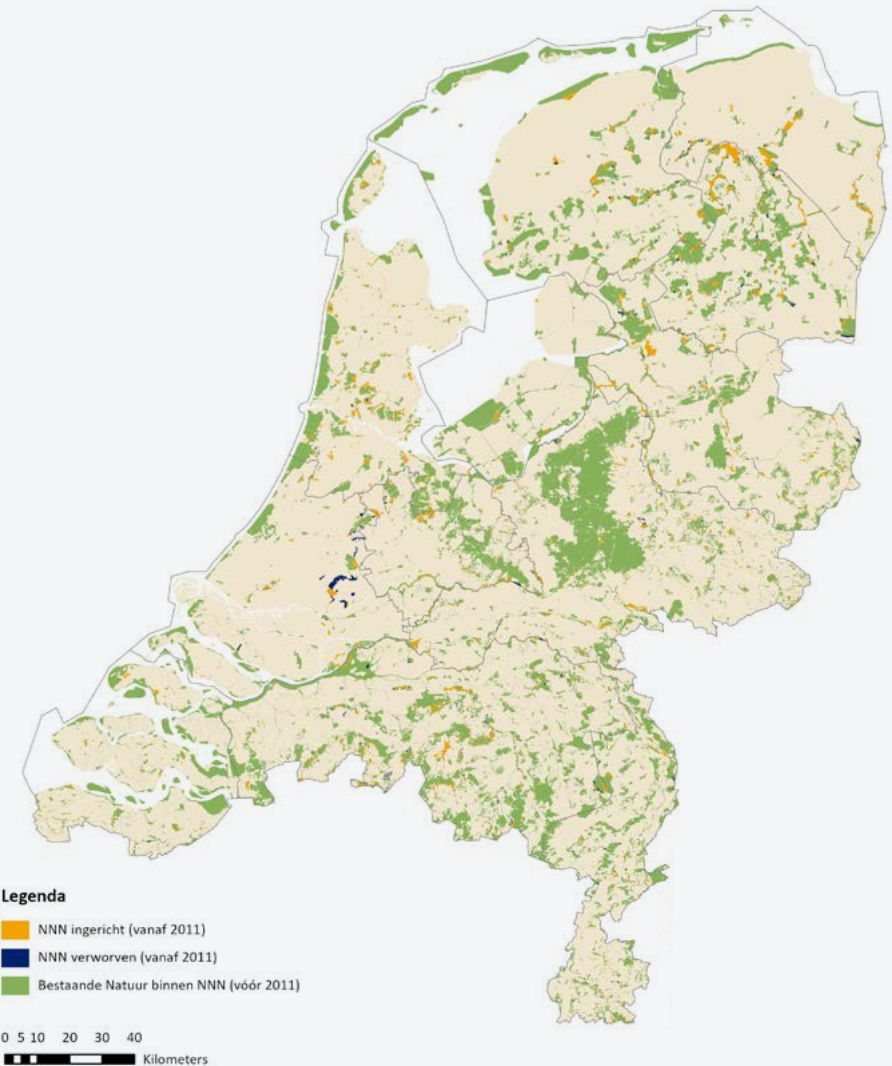 Legenda
NNN ingericht (vanaf 2011)
NNN verworven (vanaf 2011)
Bestaande Natuur binnen NNN (vóór 2011)
0 5 10 20 30 40
Kilometers